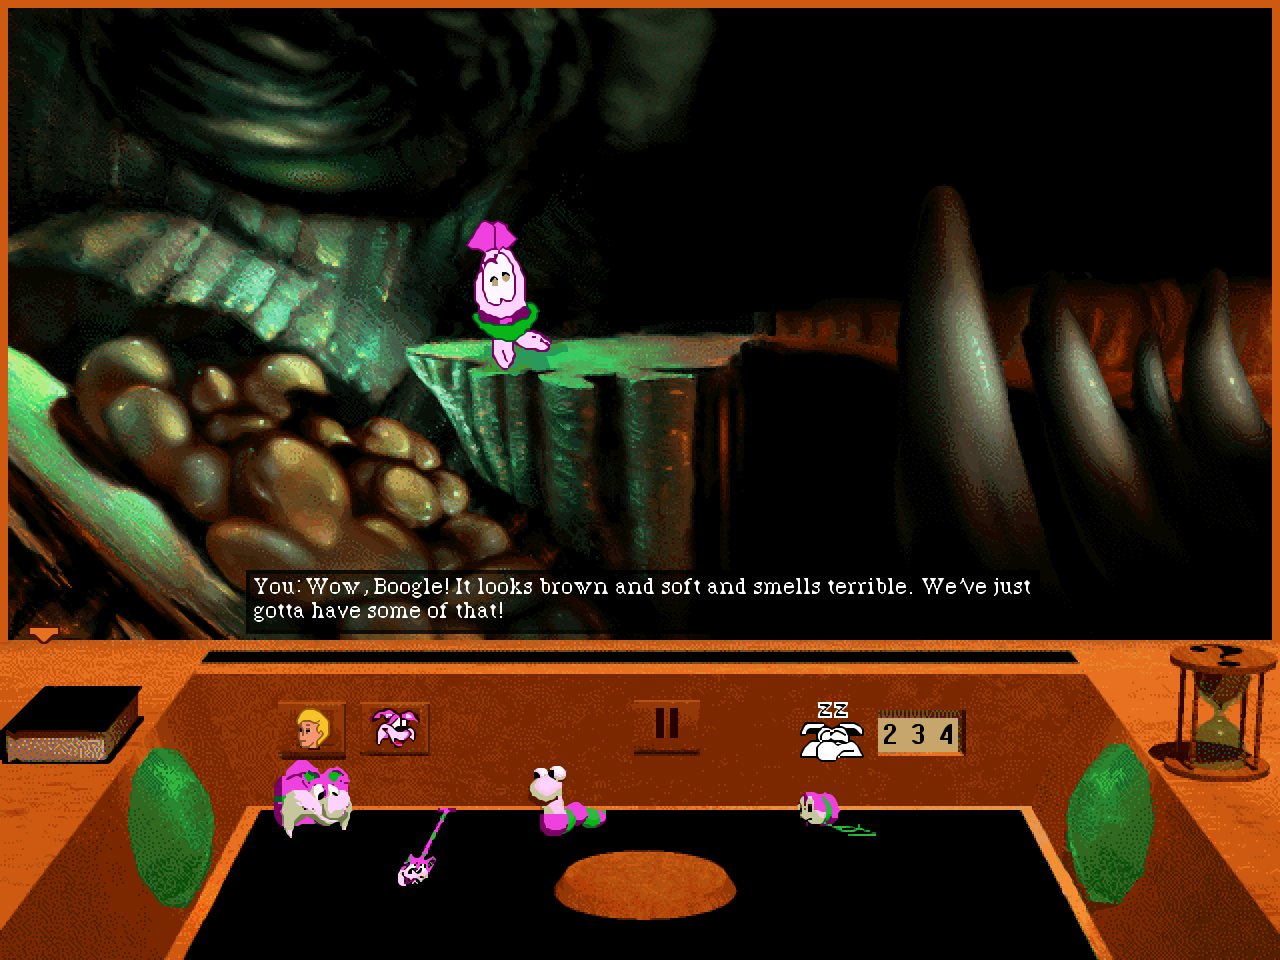 You: Wow, Boogle! It looks brown and soft and smells terrible. We've just
gotta have some of that!
ZZ
2 3 4